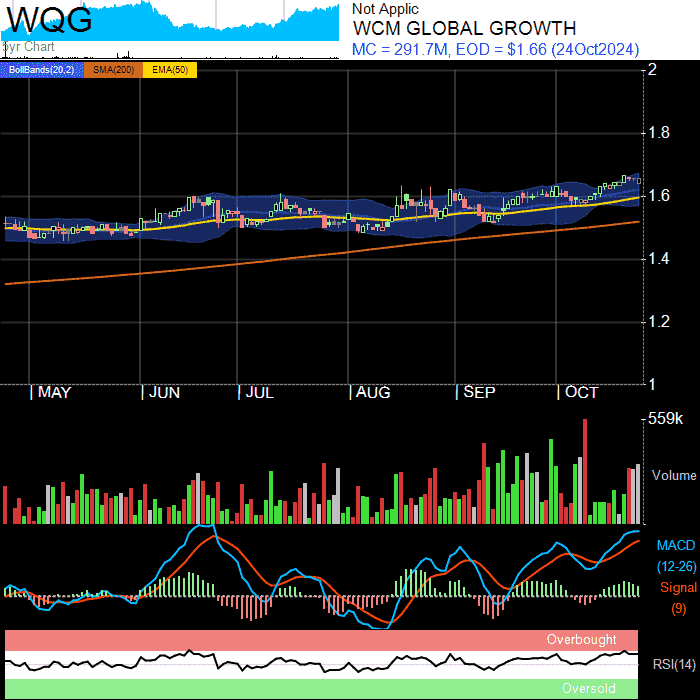 WQG
5yr Chart
Not Applic
WCM GLOBAL GROWTH
MC = 291.7M, EOD = $1.66 (24Oct2024)
BollBands(20,2) SMA(200) EMA(50)
2
1.8
1.6
1.4
1.2
1
MAY JUN JUL AUG SEP OCT
559k
Volume
MACD
(12-26)
Signal
(9)
Overbought
RSI(14)
Oversold